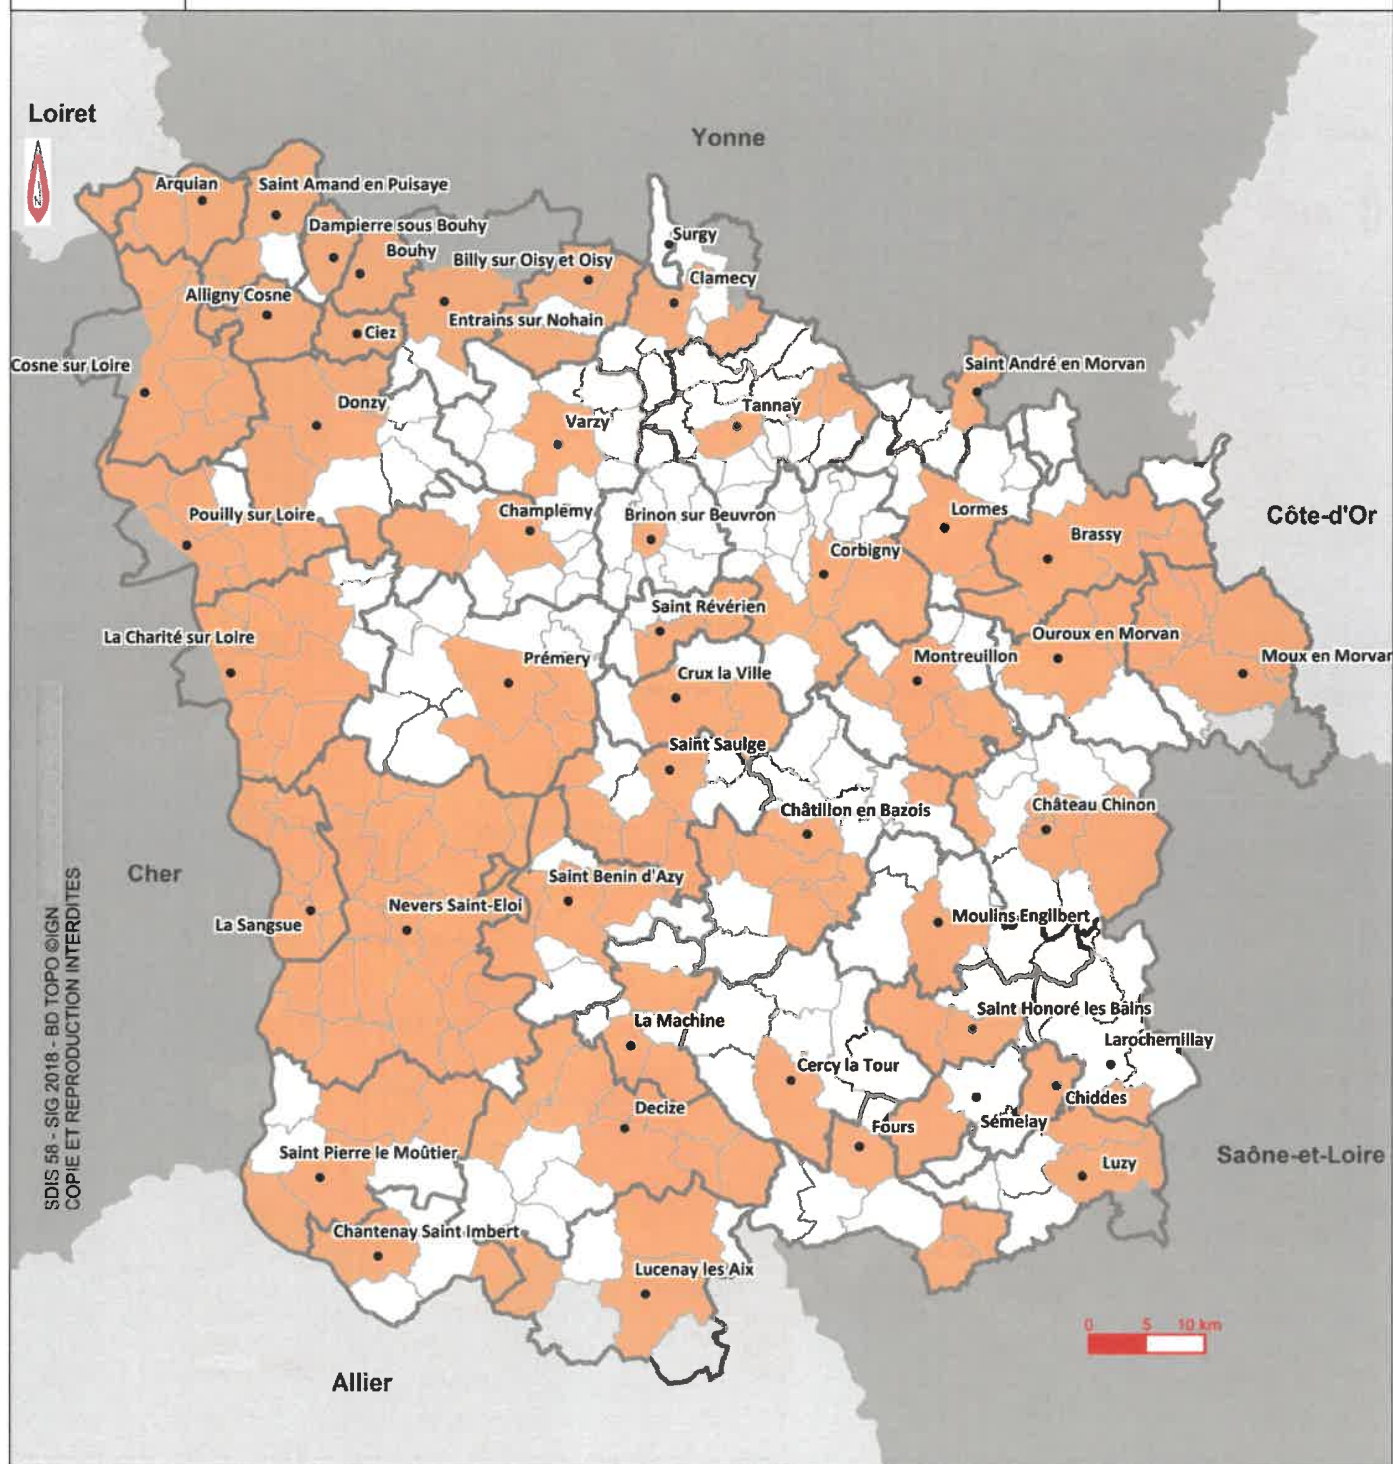 Loiret
N
Yonne
Arquian
Saint Amand en Puisaye
Dampierre sous Bouhy
Bouhy
Surgy
Billy sur Oisy et Oisy
Clamecy
Alligny Cosne
Entrains sur Nohain
Ciez
Cosne sur Loire
Saint André en Morvan
Donzy
Tannay
Varzy
Pouilly sur Loire
Champlemy
Brinon sur Beuvron
Lormes
Côte-d'Or
Brassy
Corbigny
Saint Révérien
La Charité sur Loire
Ouroux en Morvan
Prémery
Montreuillon
Moux en Morvan
Crux la Ville
Saint Saulge
Châtillon en Bazois
Château Chinon
Cher
Saint Benin d'Azy
Nevers Saint-Eloi
Moulins Engilbert
La Sangsue
Saint Honoré les Bains
La Machine
Larochemillay
Cercy la Tour
Chiddes
Decize
Sémelay
Fours
Saint Pierre le Moûtier
Luzy
Saône-et-Loire
Chantenay Saint Imbert
Lucenay les Aix
0 5 10 km
Allier
SDIS 58 - SIG 2018 - BD TOPO ©IGN
COPIE ET REPRODUCTION INTERDITES